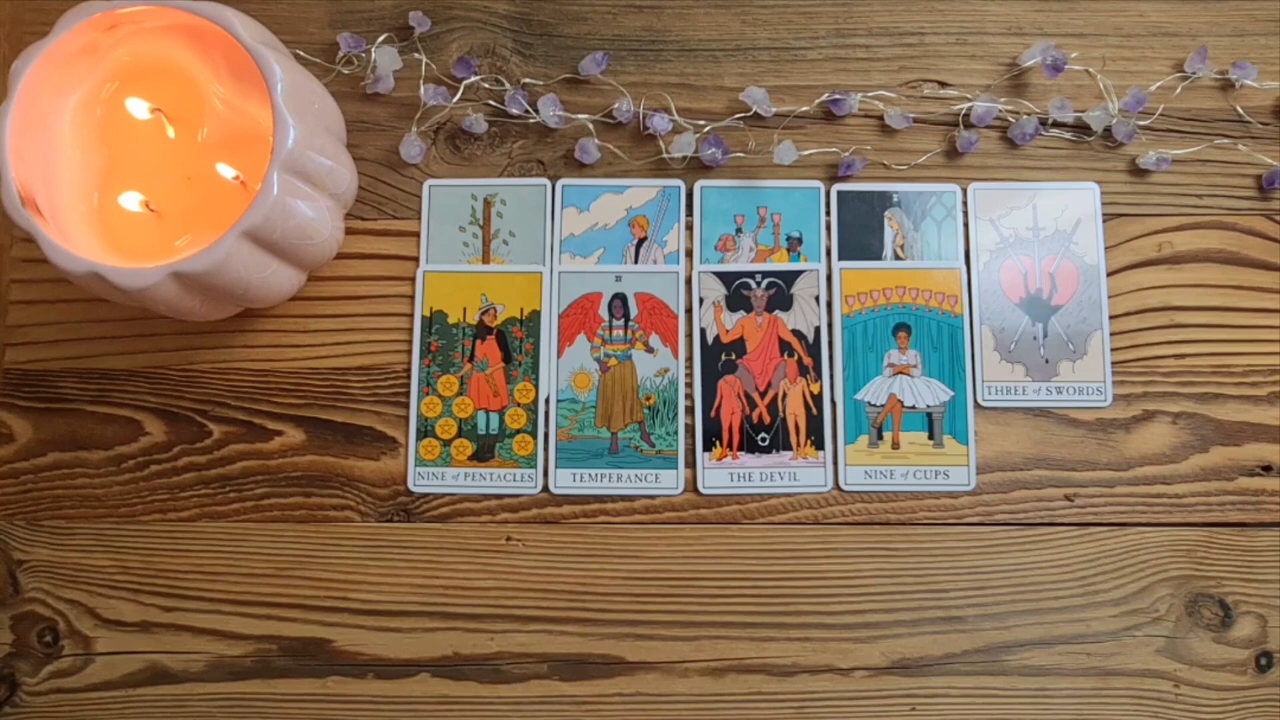 NINE of PENTACLES
TEMPERANCE
THE DEVIL
NINE of CUPS
THREE of SWORDS